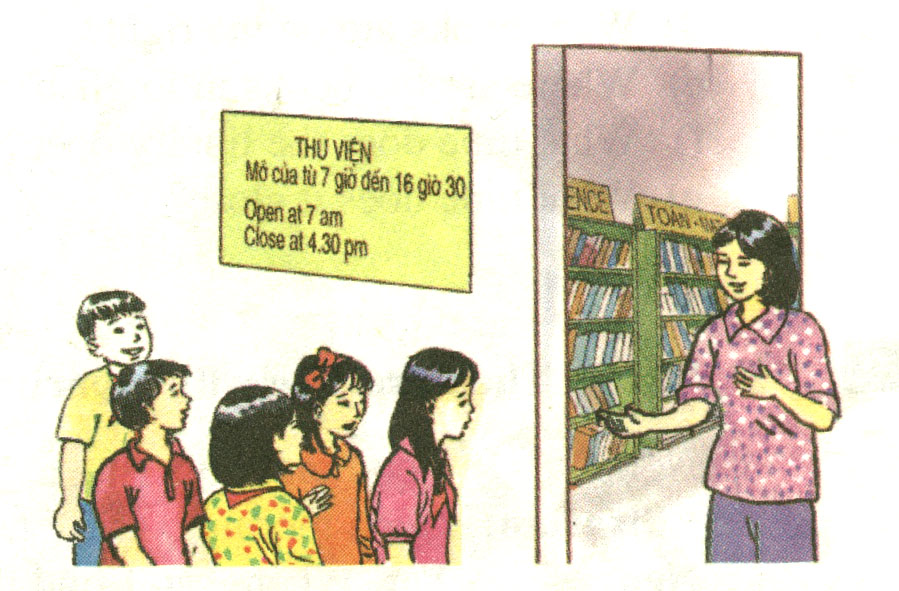 THƯ VIỆN
Mở cửa từ 7 giờ đến 16 giờ 30
Open at 7 am
Close at 4.30 pm
ENCE
TOÁN